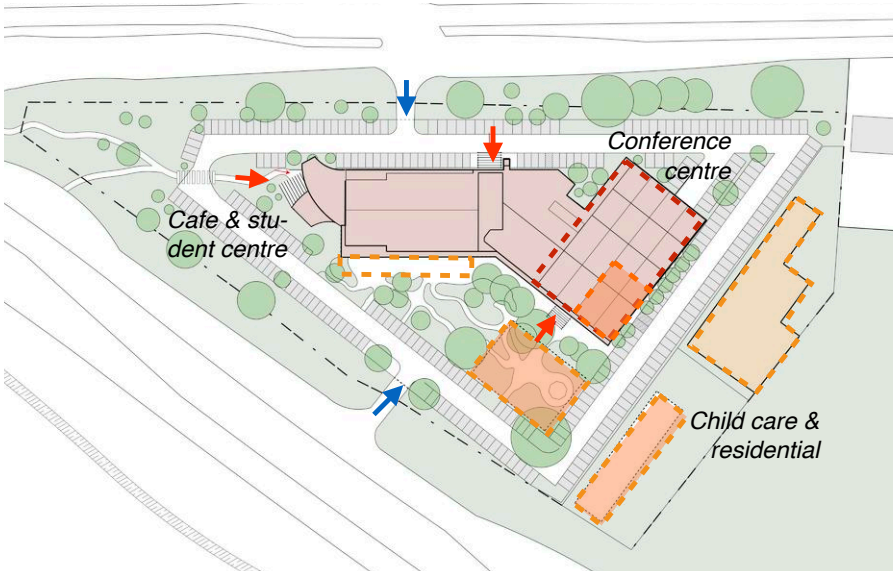 Conference
centre
Cafe & stu-
dent centre
Child care &
residential